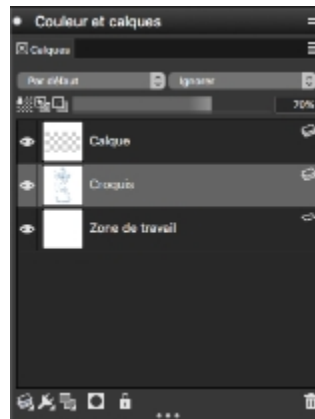 Couleur et calques
Calques
Par défaut Ignorer
70%
Calque
Croquis
Zone de travail